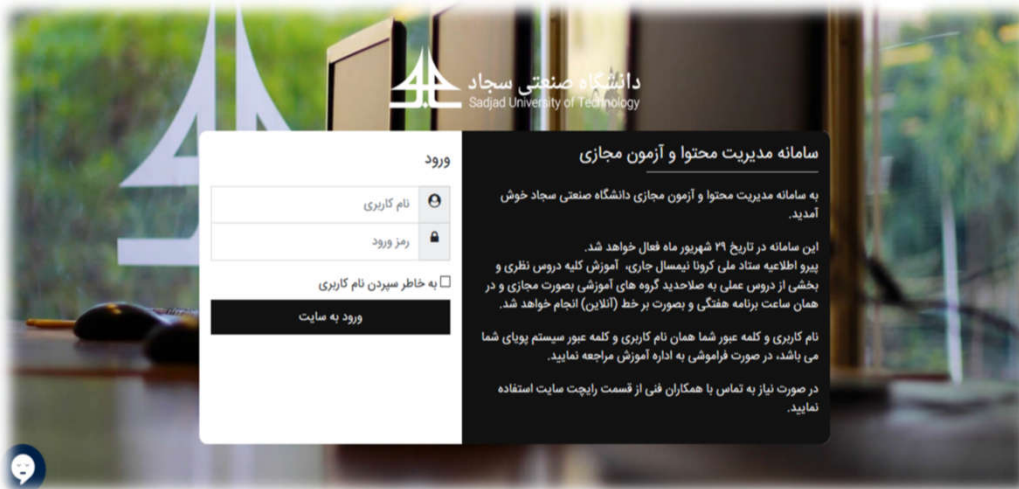 دانشگاه صنعتی سجاد
Sadjad University of Technology
سامانه مدیریت محتوا و آزمون مجازی
به سامانه مدیریت محتوا و آزمون مجازی دانشگاه صنعتی سجاد خوش
آمدید.
این سامانه در تاریخ ۲۹ شهریور ماه فعال خواهد شد.
پیرو اطلاعیه ستاد ملی کرونا نیمسال جاری، آموزش کلیه دروس نظری و
بخشی از دروس عملی به صلاحدید گروه های آموزشی بصورت مجازی و در
همان ساعت برنامه هفتگی و بصورت بر خط (آنلاین) انجام خواهد شد.
نام کاربری و کلمه عبور شما همان نام کاربری و کلمه عبور سیستم پویای شما
می باشد، در صورت فراموشی به اداره آموزش مراجعه نمایید.
در صورت نیاز به تماس با همکاران فنی از قسمت رایچت سایت استفاده
نمایید.
ورود
نام کاربری
رمز ورود
به خاطر سپردن نام کاربری
ورود به سایت